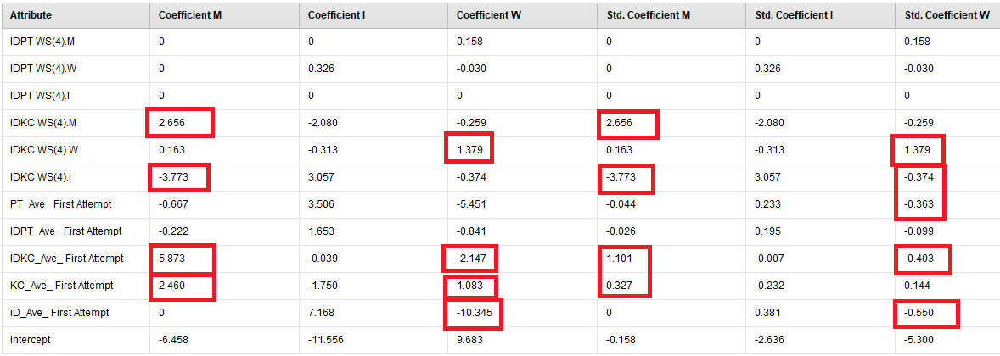 Attribute Coefficient M Coefficient I Coefficient W Std. Coefficient M Std. Coefficient I Std. Coefficient W
IDPT WS(4).M 0 0 0.158 0 0 0.158
IDPT WS(4).W 0 0.326 -0.030 0 0.326 -0.030
IDPT WS(4).I 0 0 0 0 0 0
IDKC WS(4).M 2.656 -2.080 -0.259 2.656 -2.080 -0.259
IDKC WS(4).W 0.163 -0.313 1.379 0.163 -0.313 1.379
IDKC WS(4).I -3.773 3.057 -0.374 -3.773 3.057 -0.374
PT_Ave_ First Attempt -0.667 3.506 -5.451 -0.044 0.233 -0.363
IDPT_Ave_ First Attempt -0.222 1.653 -0.841 -0.026 0.195 -0.099
IDKC_Ave_ First Attempt 5.873 -0.039 -2.147 1.101 -0.007 -0.403
KC_Ave_ First Attempt 2.460 -1.750 1.083 0.327 -0.232 0.144
iD_Ave_ First Attempt 0 7.168 -10.345 0 0.381 -0.550
Intercept -6.458 -11.556 9.683 -0.158 -2.636 -5.300